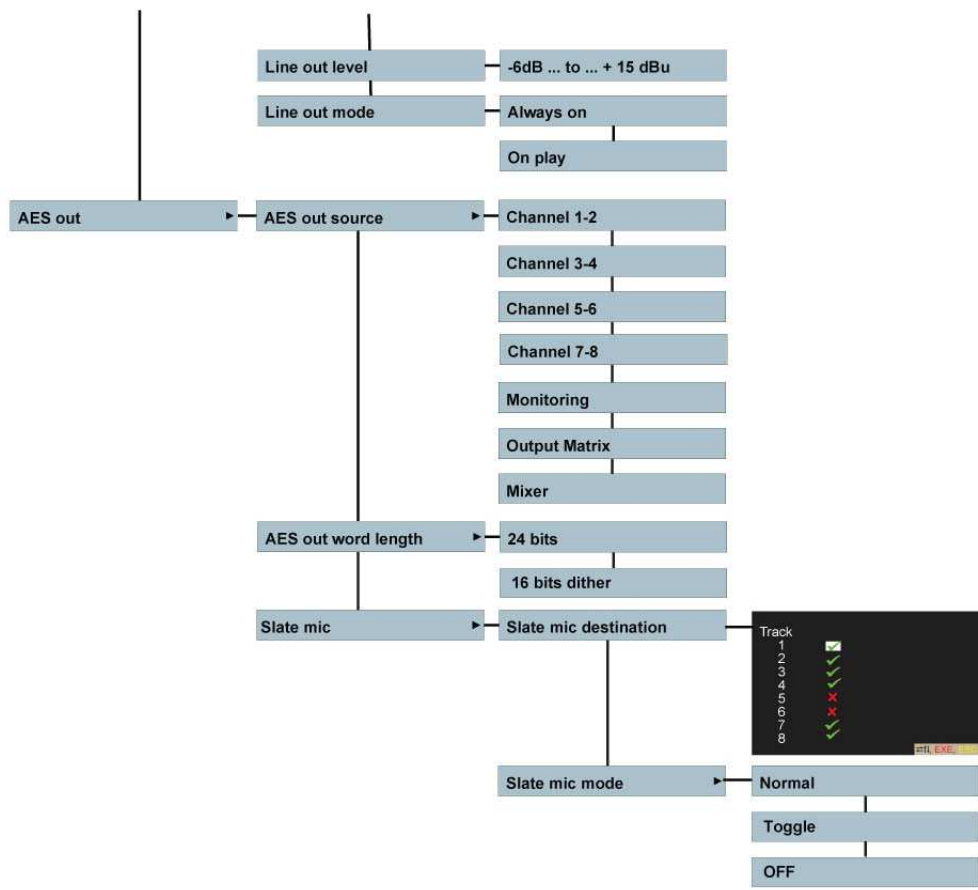 Line out level
-6dB ... to ... + 15 dBu
Line out mode
Always on
On play
AES out
AES out source
Channel 1-2
Channel 3-4
Channel 5-6
Channel 7-8
Monitoring
Output Matrix
Mixer
AES out word length
24 bits
16 bits dither
Slate mic
Slate mic destination
Track
1
2
3
4
5
6
7
8
EXE,
Slate mic mode
Normal
Toggle
OFF